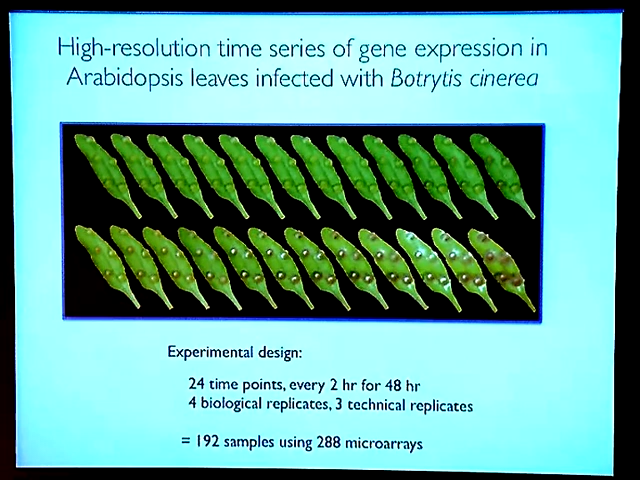 High-resolution time series of gene expression in
Arabidopsis leaves infected with Botrytis cinerea
Experimental design:
24 time points, every 2 hr for 48 hr
4 biological replicates, 3 technical replicates
= 192 samples using 288 microarrays